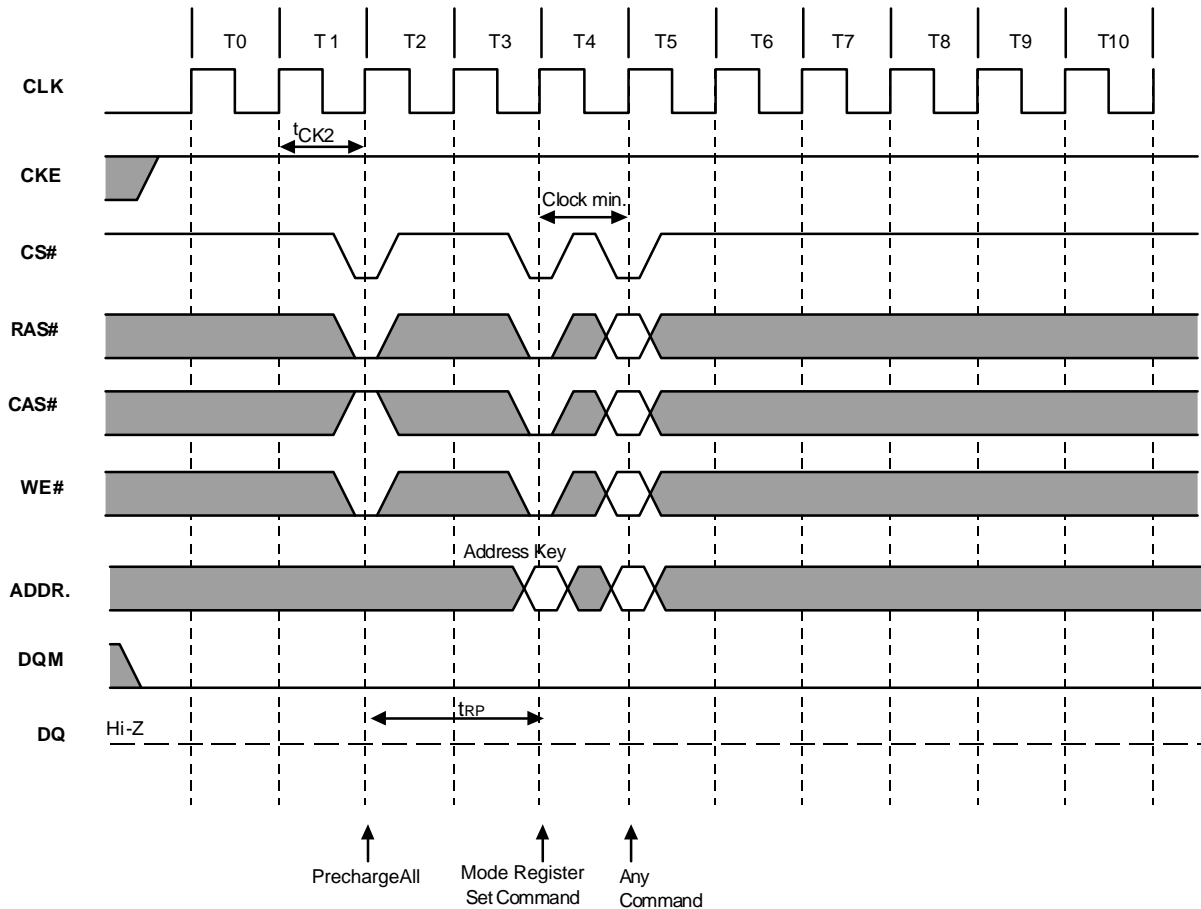 T0 T1 T2 T3 T4 T5 T6 T7 T8 T9 T10
CLK
tCK2
CKE
Clock min.
CS#
RAS#
CAS#
WE#
Address Key
ADDR.
DQM
tRP
DQ Hi-Z
PrechargeAll
Mode Register
Set Command
Any
Command